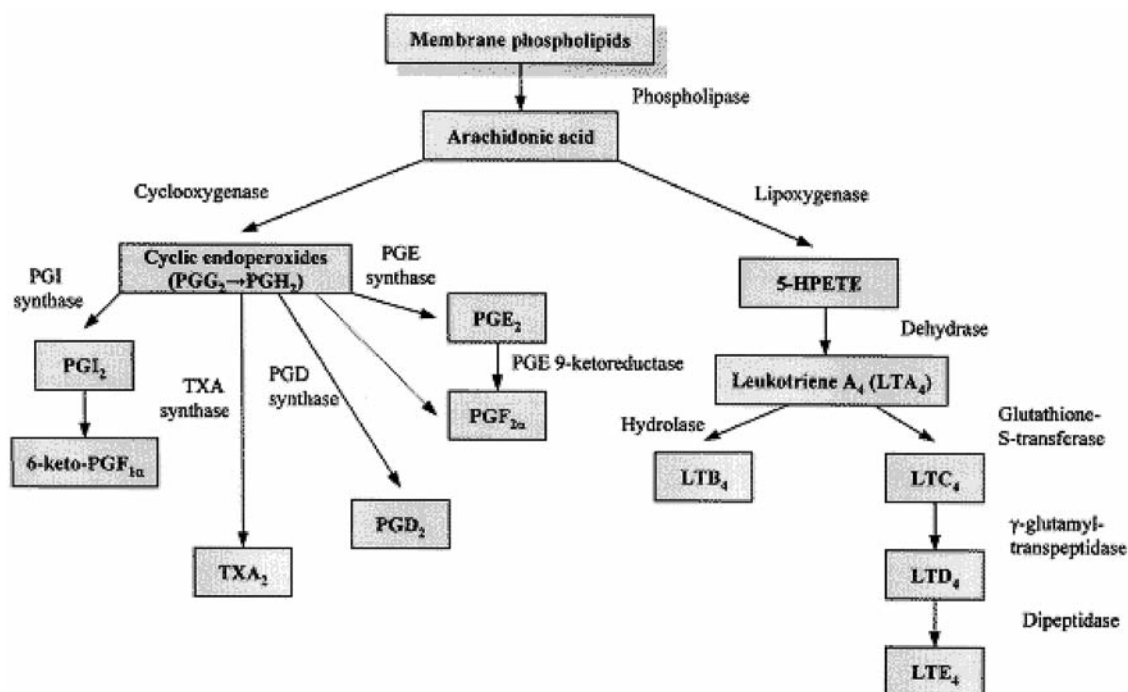 Membrane phospholipids
Phospholipase
Arachidonic acid
Cyclooxygenase
Lipoxygenase
Cyclic endoperoxides
(PGG₂→PGH₂)
PGI
synthase
PGE
synthase
5-HPETE
PGE₂
Dehydrase
PGI₂
TXA
synthase
PGD
synthase
PGE 9-ketoreductase
Leukotriene A₄ (LTA₄)
PGF₂α
Hydrolase
Glutathione-
S-transferase
6-keto-PGF₁α
LTB₄
LTC₄
PGD₂
γ-glutamyl-
transpeptidase
TXA₂
LTD₄
Dipeptidase
LTE₄